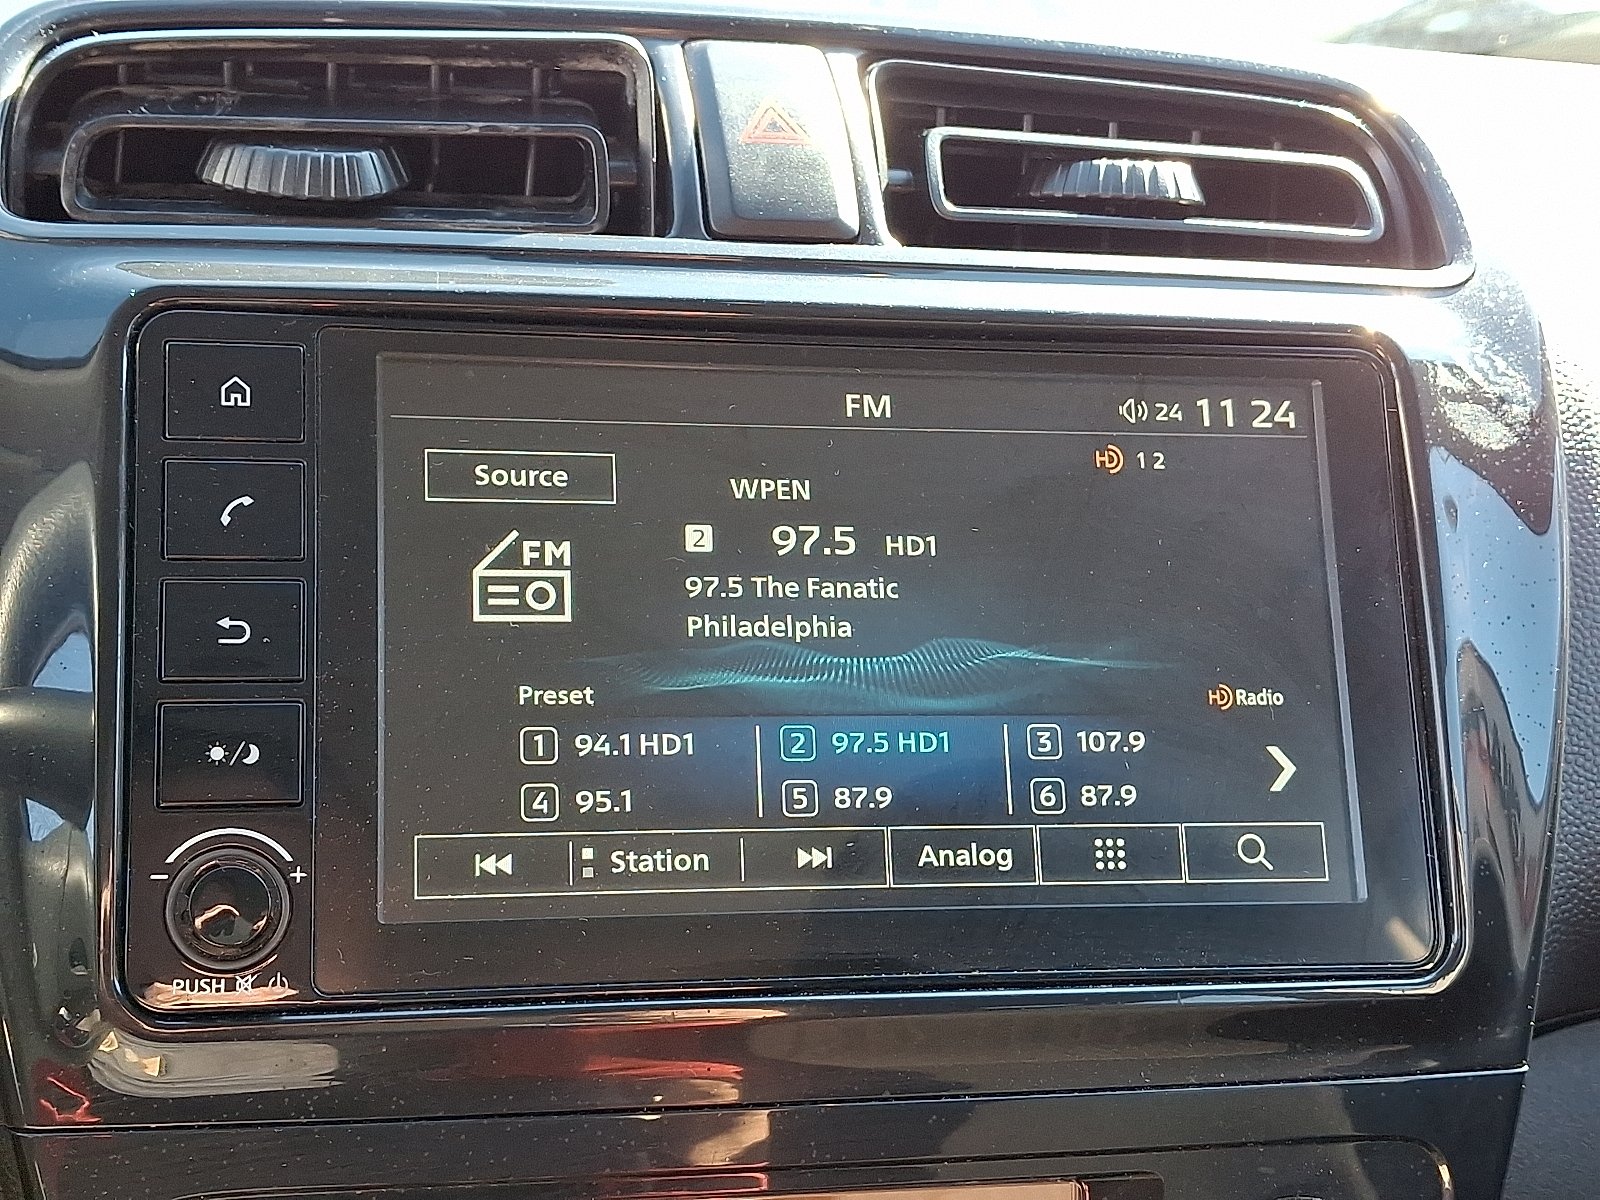 FM
24 11 24
HD 1 2
Source
WPEN
2 97.5 HD1
FM
97.5 The Fanatic
Philadelphia
Preset
HD Radio
1 94.1 HD1
2 97.5 HD1
3 107.9
4 95.1
5 87.9
6 87.9
Station
Analog
- +
PUSH